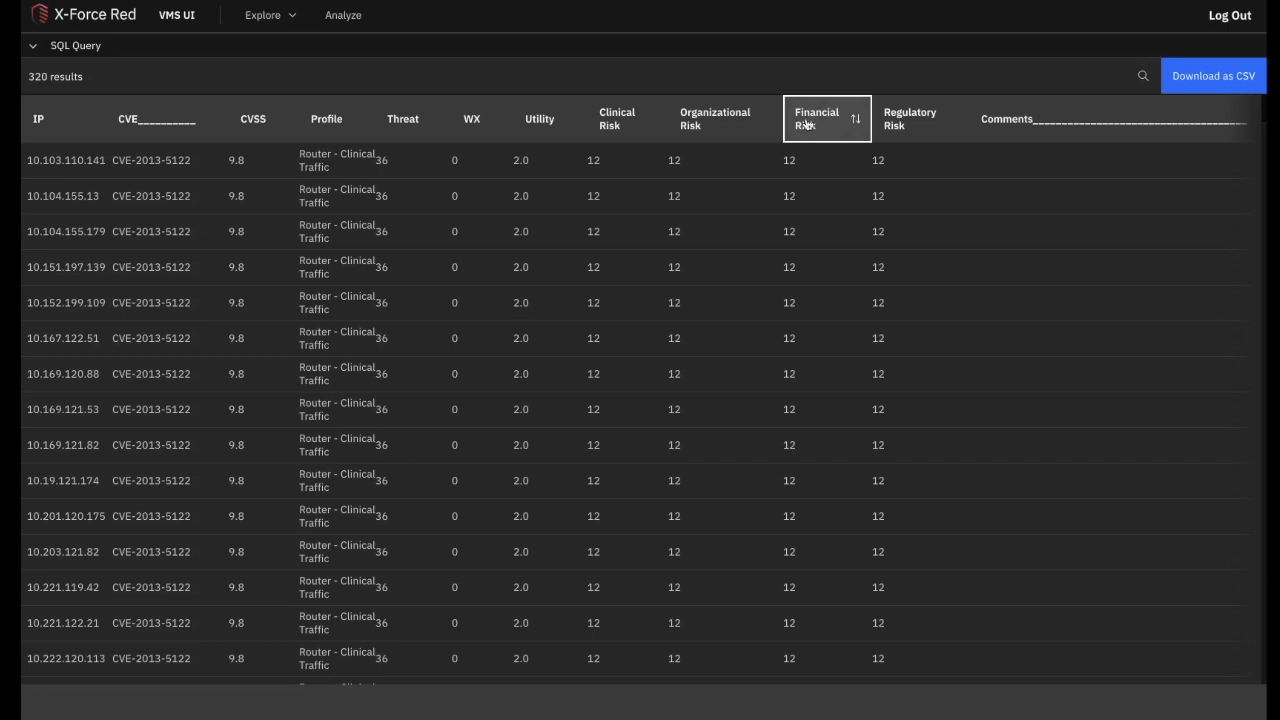 X-Force Red VMS UI Explore Analyze Log Out
SQL Query
320 results Download as CSV
IP CVE__________ CVSS Profile Threat WX Utility Clinical Risk Organizational Risk Financial Risk Regulatory Risk Comments____________________________________
10.103.110.141 CVE-2013-5122 9.8 Router - Clinical Traffic 36 0 2.0 12 12 12 12
10.104.155.13 CVE-2013-5122 9.8 Router - Clinical Traffic 36 0 2.0 12 12 12 12
10.104.155.179 CVE-2013-5122 9.8 Router - Clinical Traffic 36 0 2.0 12 12 12 12
10.151.197.139 CVE-2013-5122 9.8 Router - Clinical Traffic 36 0 2.0 12 12 12 12
10.152.199.109 CVE-2013-5122 9.8 Router - Clinical Traffic 36 0 2.0 12 12 12 12
10.167.122.51 CVE-2013-5122 9.8 Router - Clinical Traffic 36 0 2.0 12 12 12 12
10.169.120.88 CVE-2013-5122 9.8 Router - Clinical Traffic 36 0 2.0 12 12 12 12
10.169.121.53 CVE-2013-5122 9.8 Router - Clinical Traffic 36 0 2.0 12 12 12 12
10.169.121.82 CVE-2013-5122 9.8 Router - Clinical Traffic 36 0 2.0 12 12 12 12
10.19.121.174 CVE-2013-5122 9.8 Router - Clinical Traffic 36 0 2.0 12 12 12 12
10.201.120.175 CVE-2013-5122 9.8 Router - Clinical Traffic 36 0 2.0 12 12 12 12
10.203.121.82 CVE-2013-5122 9.8 Router - Clinical Traffic 36 0 2.0 12 12 12 12
10.221.119.42 CVE-2013-5122 9.8 Router - Clinical Traffic 36 0 2.0 12 12 12 12
10.221.122.21 CVE-2013-5122 9.8 Router - Clinical Traffic 36 0 2.0 12 12 12 12
10.222.120.113 CVE-2013-5122 9.8 Router - Clinical Traffic 36 0 2.0 12 12 12 12